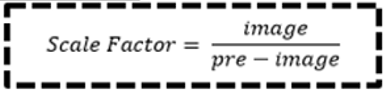 Scale Factor = image / pre − image